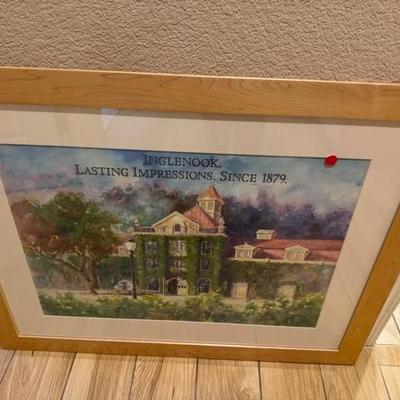 INGLENOOK.
LASTING IMPRESSIONS. SINCE 1879.